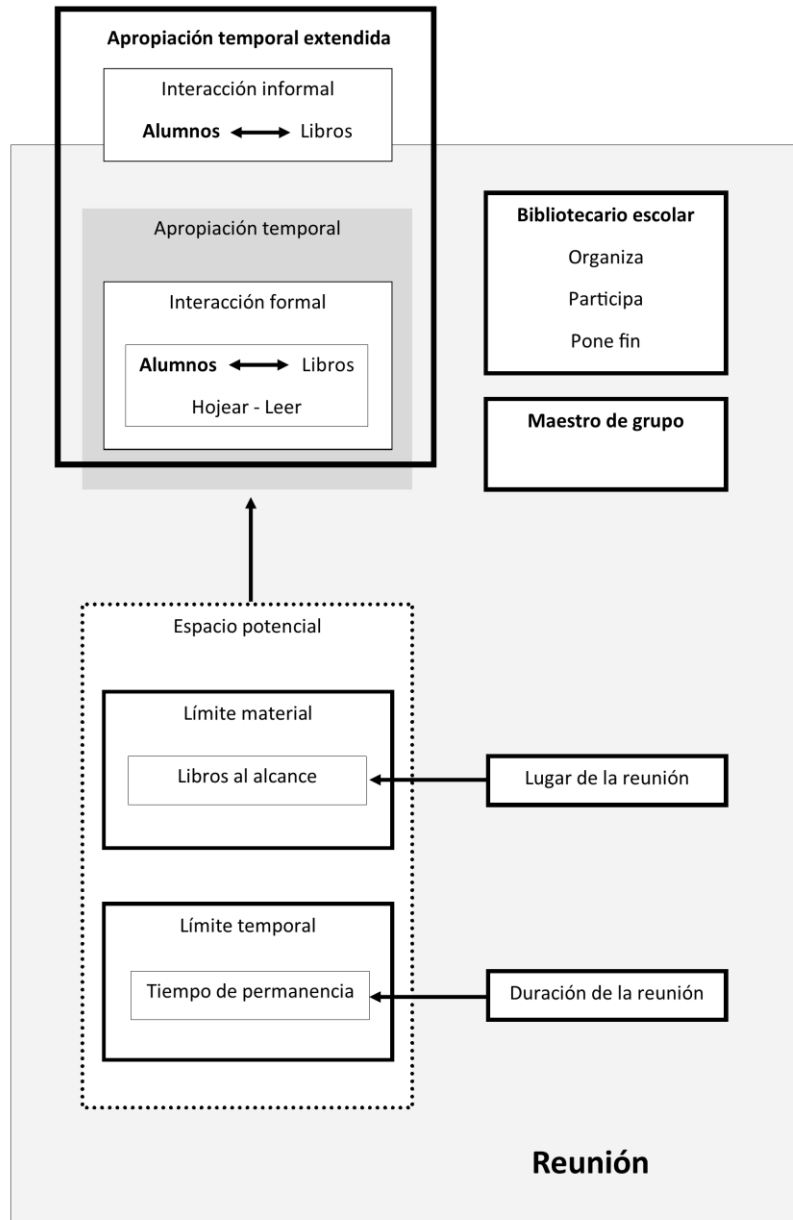 Apropiación temporal extendida
Interacción informal
Alumnos Libros
Apropiación temporal
Interacción formal
Alumnos Libros
Hojear - Leer
Bibliotecario escolar
Organiza
Participa
Pone fin
Maestro de grupo
Espacio potencial
Límite material
Libros al alcance
Lugar de la reunión
Límite temporal
Tiempo de permanencia
Duración de la reunión
Reunión